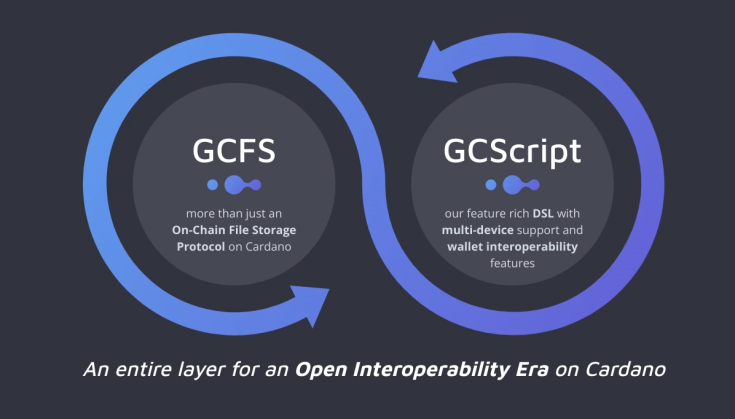 GCFS
more than just an
On-Chain File Storage
Protocol on Cardano
GCScript
our feature rich DSL with
multi-device support and
wallet interoperability
features
An entire layer for an Open Interoperability Era on Cardano